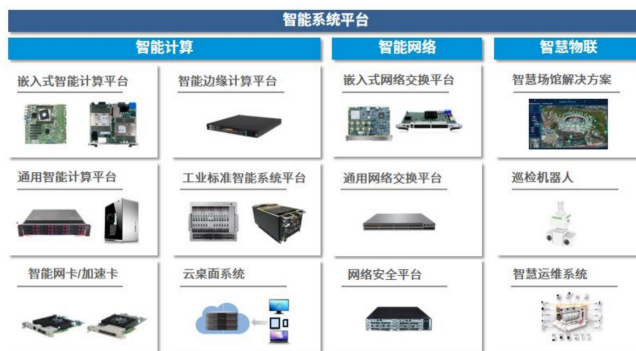 智能系统平台
智能计算
智能网络
智慧物联
嵌入式智能计算平台
智能边缘计算平台
嵌入式网络交换平台
智慧场馆解决方案
通用智能计算平台
工业标准智能系统平台
通用网络交换平台
巡检机器人
智能网卡/加速卡
云桌面系统
网络安全平台
智慧运维系统